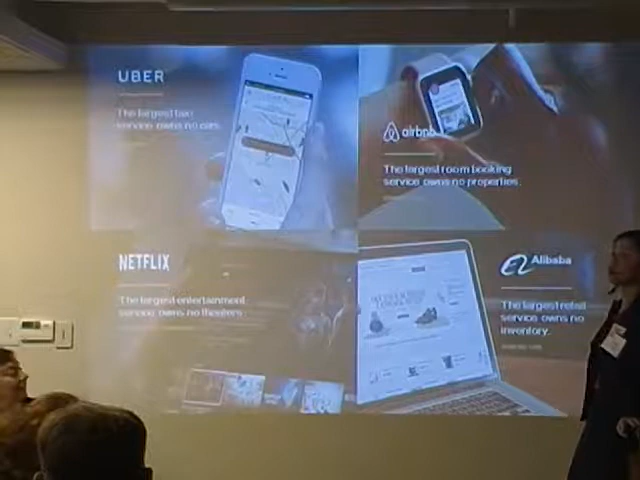 UBER
The largest taxi
service owns no cars.
airbnb
The largest room booking
service owns no properties.
NETFLIX
The largest entertainment
service owns no theaters.
Alibaba
The largest retail
service owns no
inventory.